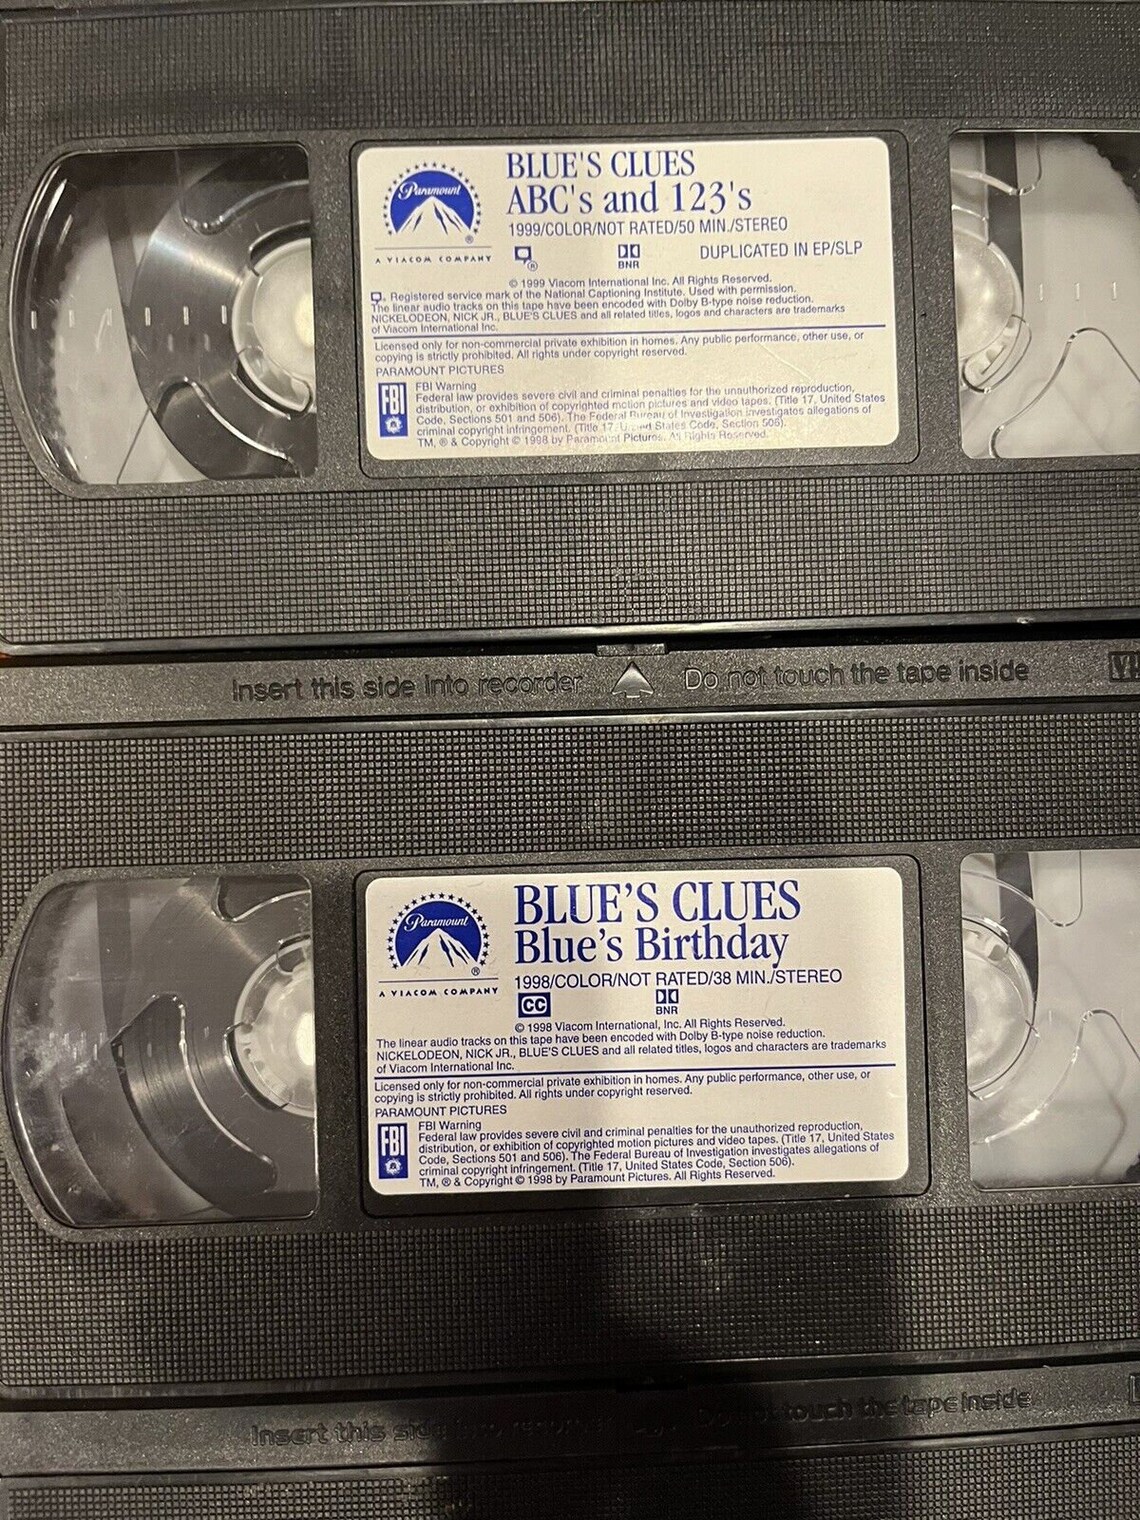 Paramount
A VIACOM COMPANY
BLUE'S CLUES
ABC's and 123's
1999/COLOR/NOT RATED/50 MIN./STEREO
® BNR DUPLICATED IN EP/SLP
© 1999 Viacom International Inc. All Rights Reserved.
Registered service mark of the National Captioning Institute. Used with permission.
The linear audio tracks on this tape have been encoded with Dolby B-type noise reduction.
NICKELODEON, NICK JR., BLUE'S CLUES and all related titles, logos and characters are trademarks
of Viacom International Inc.
Licensed only for non-commercial private exhibition in homes. Any public performance, other use, or
copying is strictly prohibited. All rights under copyright reserved.
PARAMOUNT PICTURES
FBI
FBI Warning
Federal law provides severe civil and criminal penalties for the unauthorized reproduction,
distribution, or exhibition of copyrighted motion pictures and video tapes. (Title 17, United States
Code, Sections 501 and 506). The Federal Bureau of Investigation investigates allegations of
criminal copyright infringement. (Title 17, United States Code, Section 506).
TM, ® & Copyright © 1998 by Paramount Pictures. All Rights Reserved.
Insert this side into recorder Do not touch the tape inside
Paramount
®
A VIACOM COMPANY
BLUE'S CLUES
Blue's Birthday
1998/COLOR/NOT RATED/38 MIN./STEREO
CC BNR
© 1998 Viacom International, Inc. All Rights Reserved.
The linear audio tracks on this tape have been encoded with Dolby B-type noise reduction.
NICKELODEON, NICK JR., BLUE'S CLUES and all related titles, logos and characters are trademarks
of Viacom International Inc.
Licensed only for non-commercial private exhibition in homes. Any public performance, other use, or
copying is strictly prohibited. All rights under copyright reserved.
PARAMOUNT PICTURES
FBI
FBI Warning
Federal law provides severe civil and criminal penalties for the unauthorized reproduction,
distribution, or exhibition of copyrighted motion pictures and video tapes. (Title 17, United States
Code, Sections 501 and 506). The Federal Bureau of Investigation investigates allegations of
criminal copyright infringement. (Title 17, United States Code, Section 506).
TM, ® & Copyright © 1998 by Paramount Pictures. All Rights Reserved.
Insert this side into recorder Do not touch the tape inside